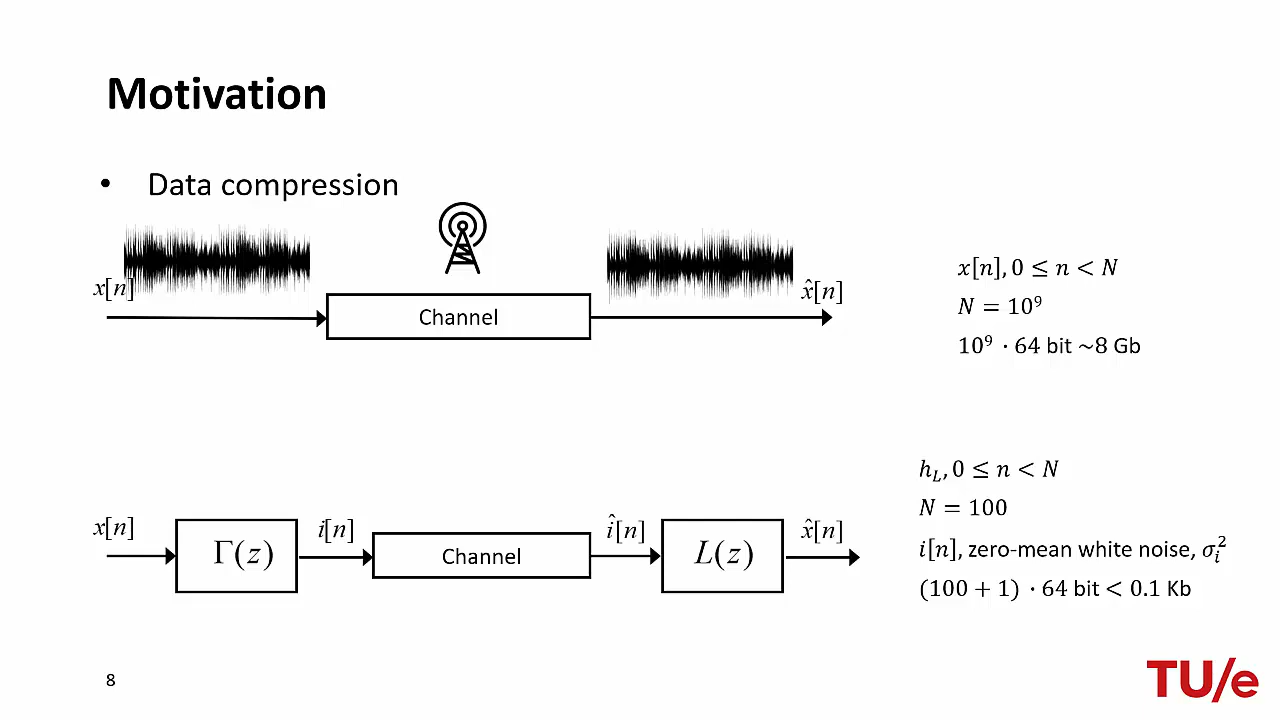 Motivation
• Data compression
x[n]
Channel
x̂[n]
x[n], 0 ≤ n < N
N = 10⁹
10⁹ · 64 bit ~8 Gb
x[n]
Γ(z)
i[n]
Channel
î[n]
L(z)
x̂[n]
h_L, 0 ≤ n < N
N = 100
i[n], zero-mean white noise, σᵢ²
(100 + 1) · 64 bit < 0.1 Kb
8
TU/e